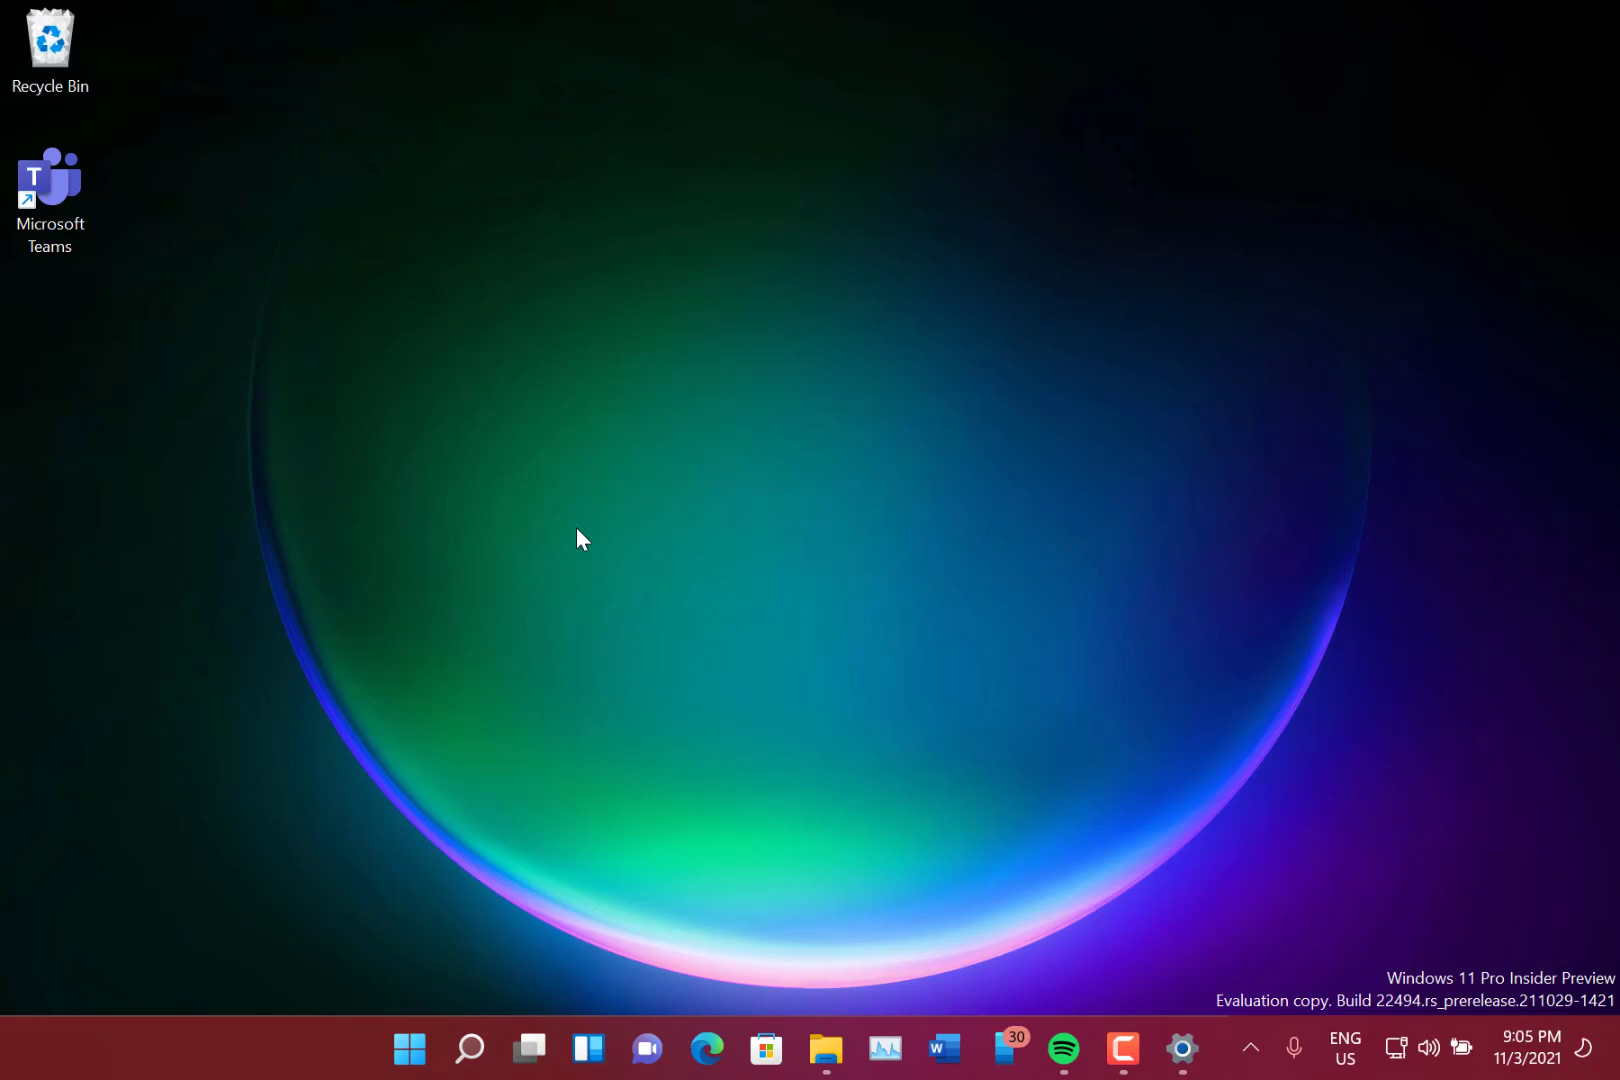 Recycle Bin
T
Microsoft
Teams
Windows 11 Pro Insider Preview
Evaluation copy. Build 22494.rs_prerelease.211029-1421
W
30
ENG
US
9:05 PM
11/3/2021